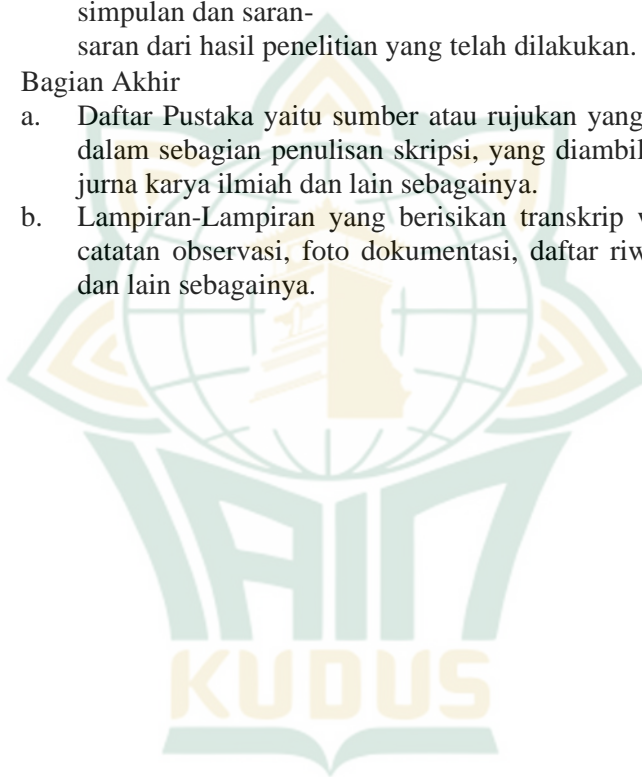 simpulan dan saran-
saran dari hasil penelitian yang telah dilakukan.
Bagian Akhir
a. Daftar Pustaka yaitu sumber atau rujukan yang
dalam sebagian penulisan skripsi, yang diambil
jurna karya ilmiah dan lain sebagainya.
b. Lampiran-Lampiran yang berisikan transkrip
catatan observasi, foto dokumentasi, daftar
dan lain sebagainya.
IAIN
KUDUS